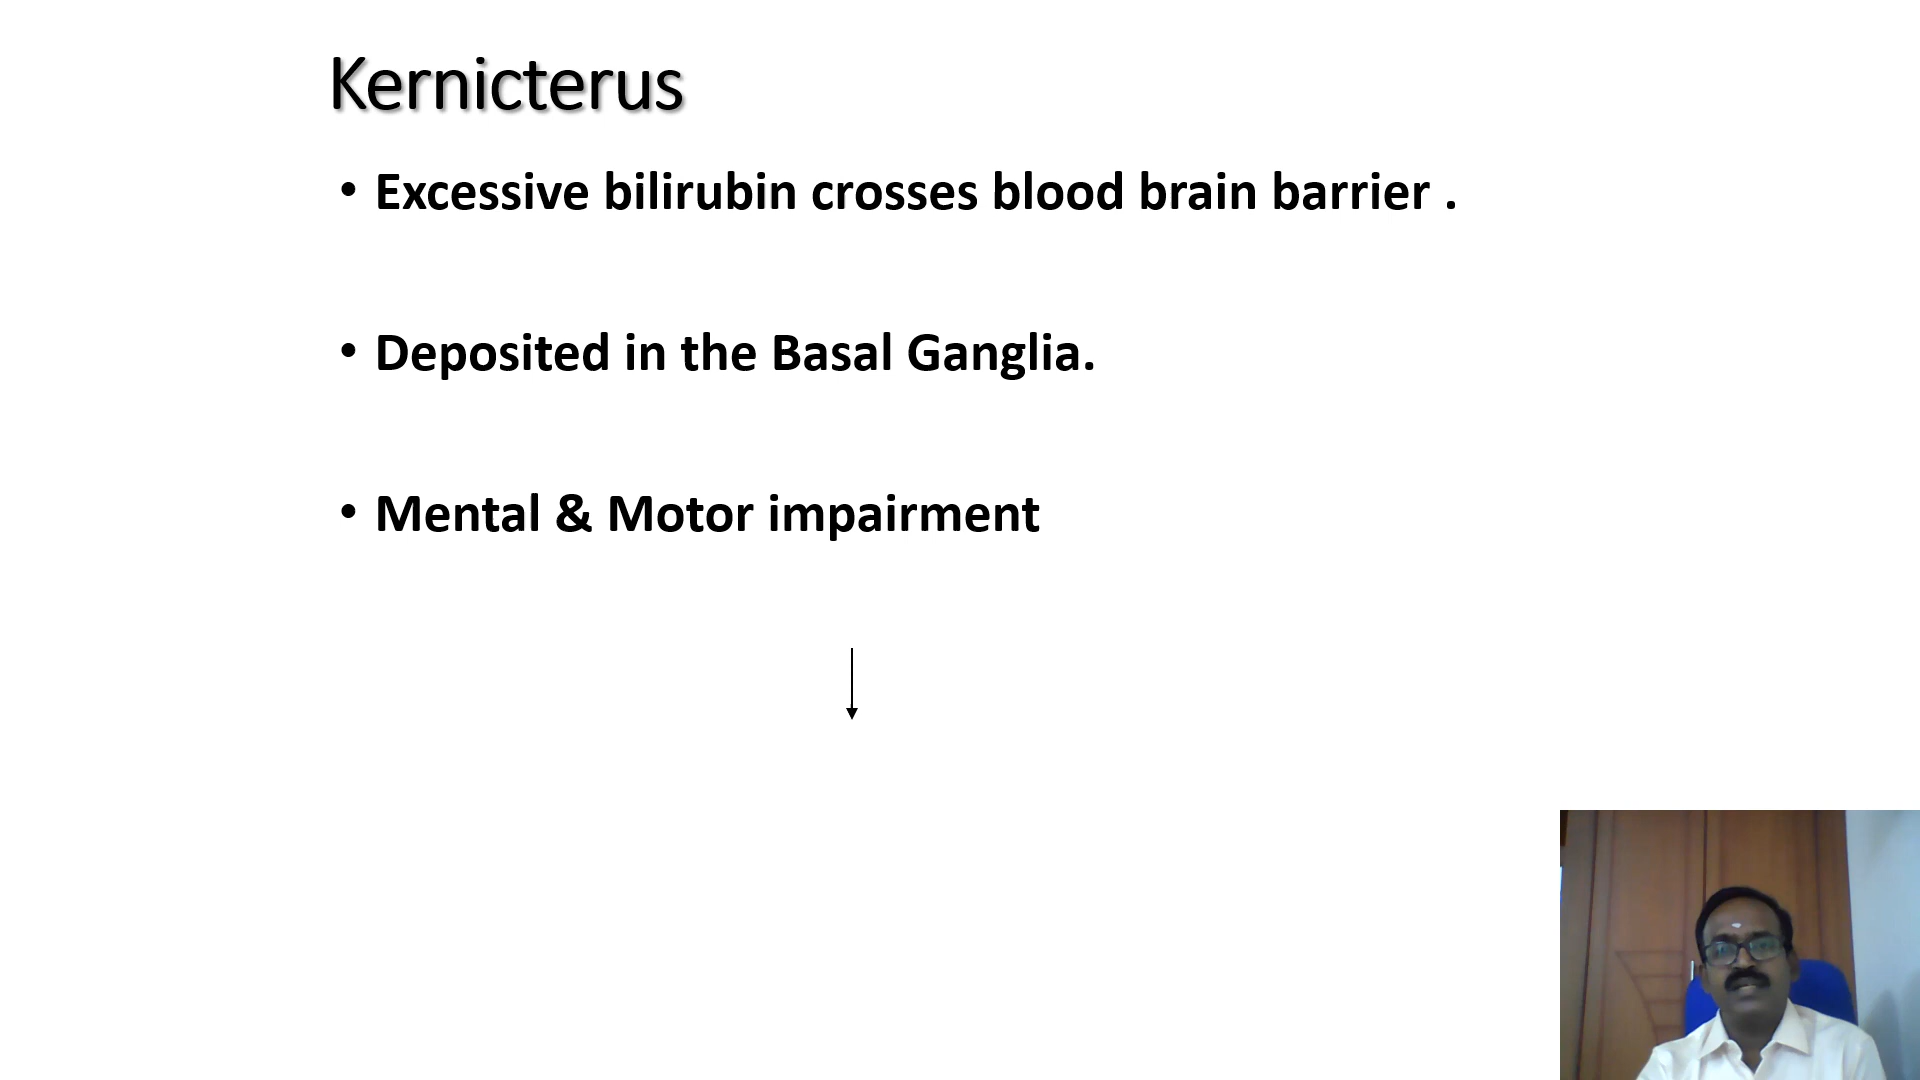 Kernicterus
• Excessive bilirubin crosses blood brain barrier .
• Deposited in the Basal Ganglia.
• Mental & Motor impairment